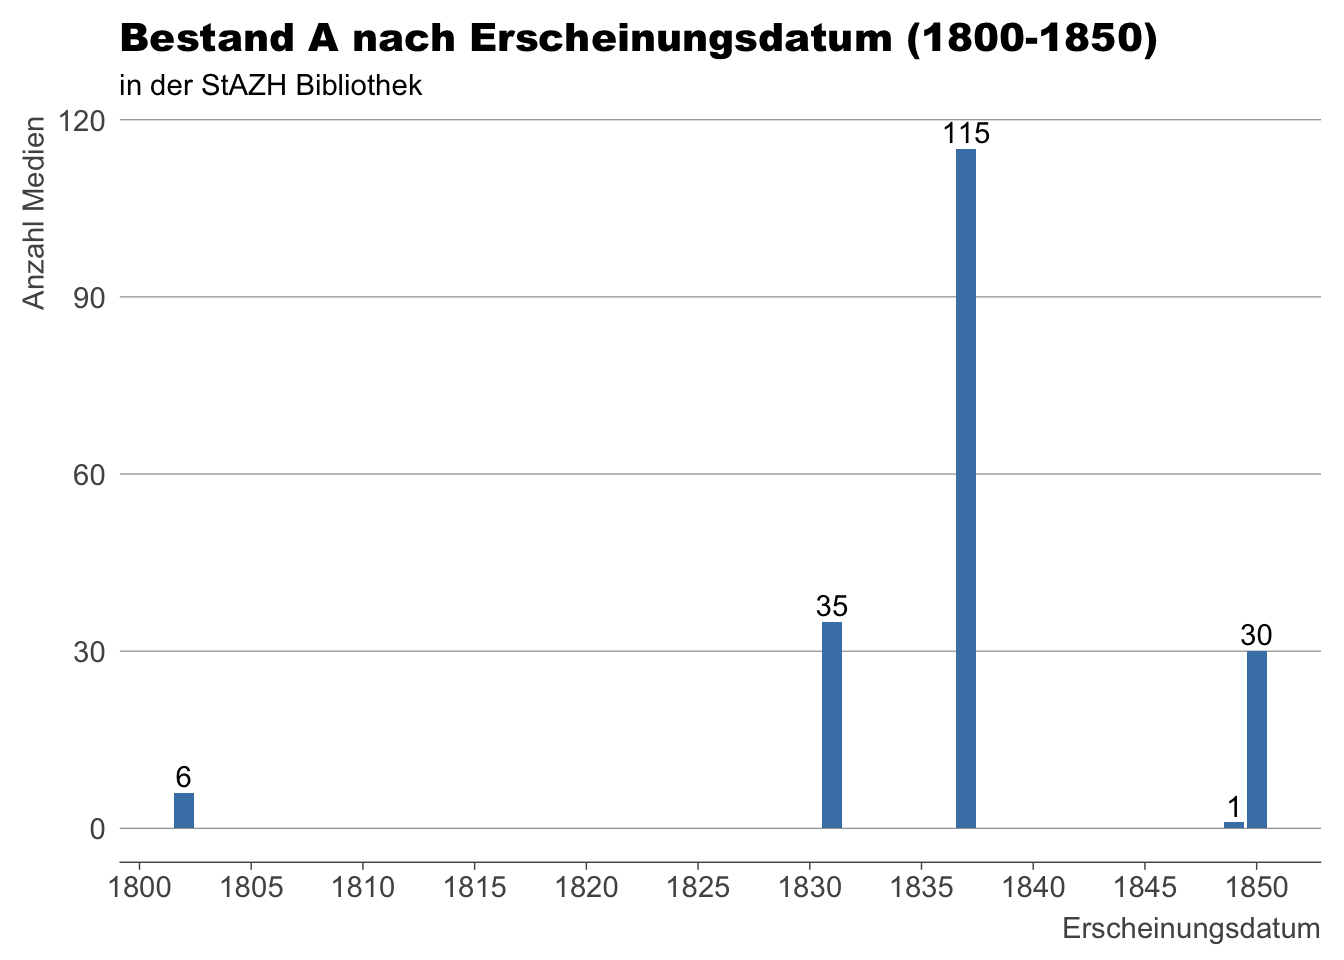 Bestand A nach Erscheinungsdatum (1800-1850)
in der StAZH Bibliothek
Anzahl Medien
120
90
60
30
0
6
35
115
1
30
1800 1805 1810 1815 1820 1825 1830 1835 1840 1845 1850
Erscheinungsdatum